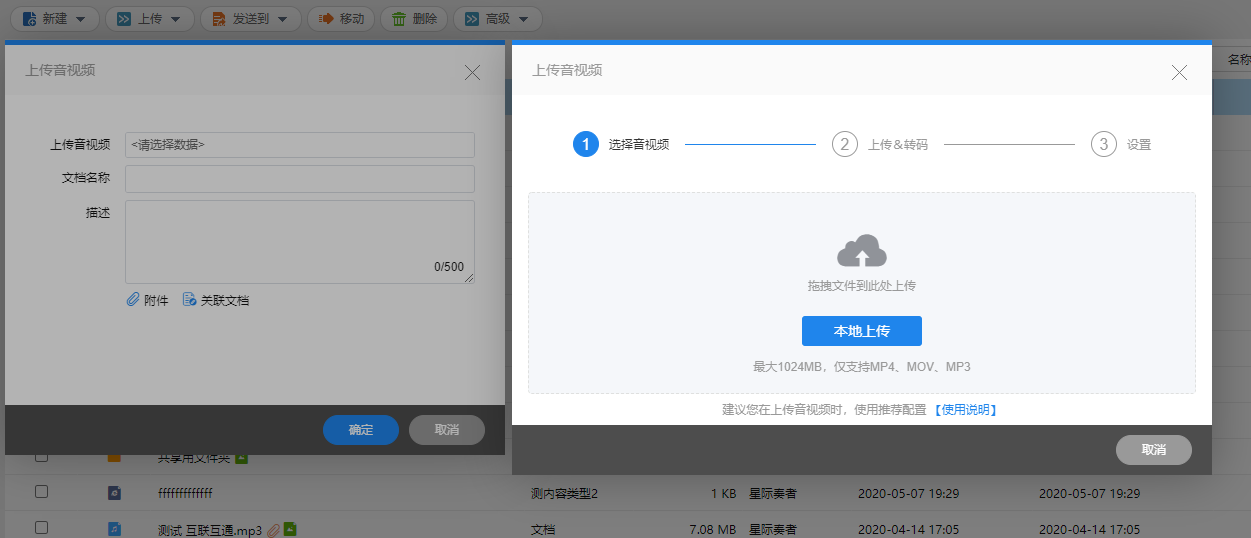 新建 上传 发送到 移动 删除 高级
上传音视频
上传音视频 <请选择数据>
文档名称
描述
0/500
附件 关联文档
确定 取消
上传音视频
1 选择音视频 2 上传&转码 3 设置
拖拽文件到此处上传
本地上传
最大1024MB，仅支持MP4、MOV、MP3
建议您在上传音视频时，使用推荐配置 【使用说明】
取消
名称
共享用文件夹
fffffffffffff 测内容类型2 1 KB 星际奏者 2020-05-07 19:29 2020-05-07 19:29
测试 互联互通.mp3 文档 7.08 MB 星际奏者 2020-04-14 17:05 2020-04-14 17:05